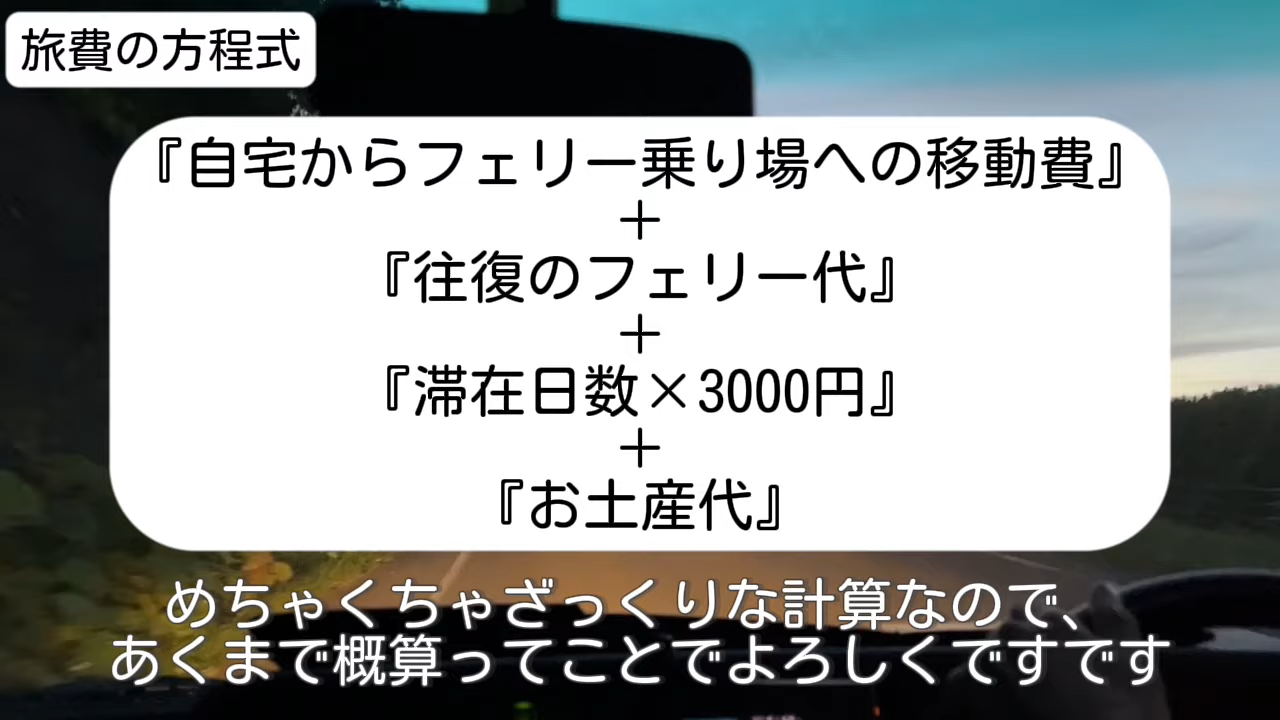 旅費の方程式
『自宅からフェリー乗り場への移動費』
＋
『往復のフェリー代』
＋
『滞在日数×3000円』
＋
『お土産代』
めちゃくちゃざっくりな計算なので、
あくまで概算ってことでよろしくですです